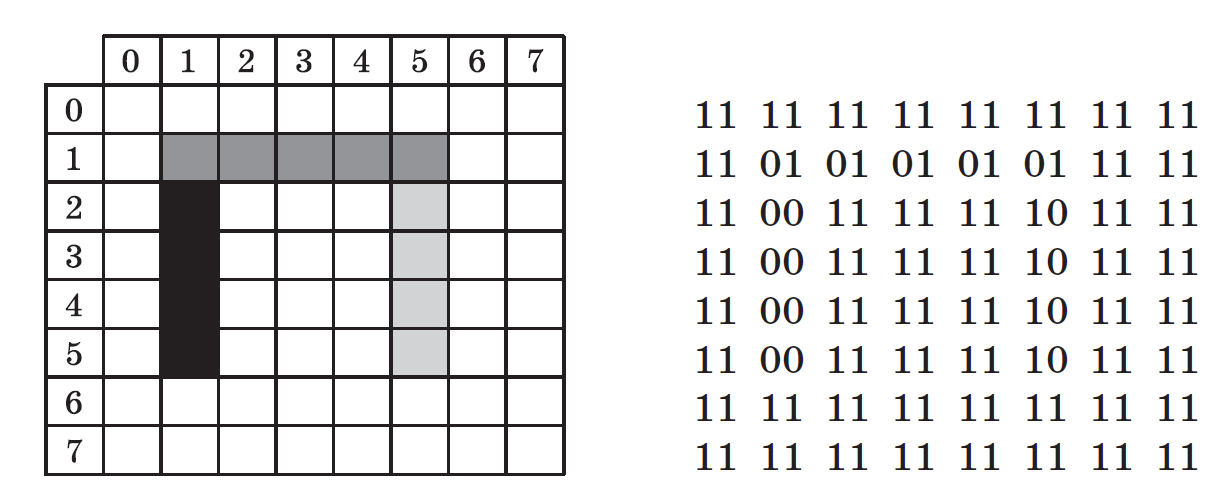 0 1 2 3 4 5 6 7
0
1
2
3
4
5
6
7
11 11 11 11 11 11 11 11
11 01 01 01 01 01 11 11
11 00 11 11 11 10 11 11
11 00 11 11 11 10 11 11
11 00 11 11 11 10 11 11
11 00 11 11 11 10 11 11
11 11 11 11 11 11 11 11
11 11 11 11 11 11 11 11